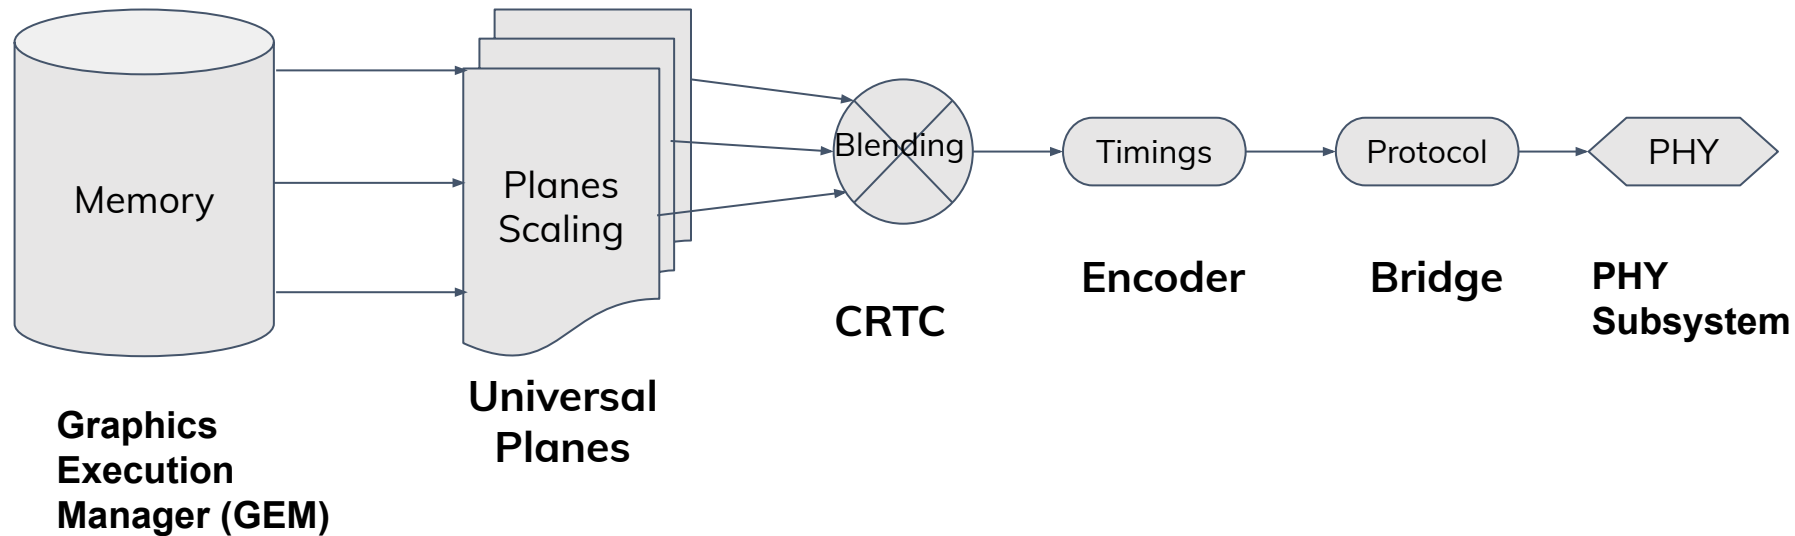 Memory
Planes
Scaling
Blending
Timings
Protocol
PHY
Graphics
Execution
Manager (GEM)
Universal
Planes
CRTC
Encoder
Bridge
PHY
Subsystem